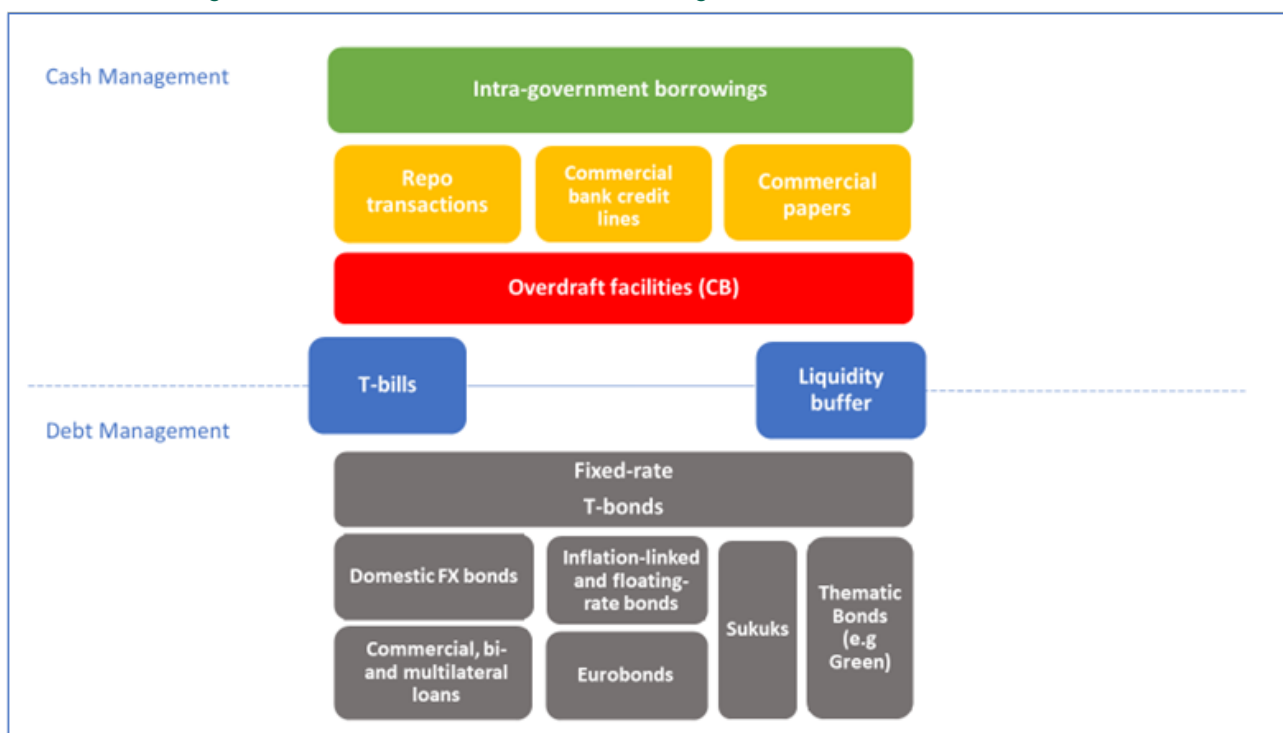 Cash Management
Intra-government borrowings
Repo
transactions
Commercial
bank credit
lines
Commercial
papers
Overdraft facilities (CB)
T-bills
Liquidity
buffer
Debt Management
Fixed-rate
T-bonds
Domestic FX bonds
Inflation-linked
and floating-
rate bonds
Sukuks
Thematic
Bonds
(e.g
Green)
Commercial, bi-
and multilateral
loans
Eurobonds